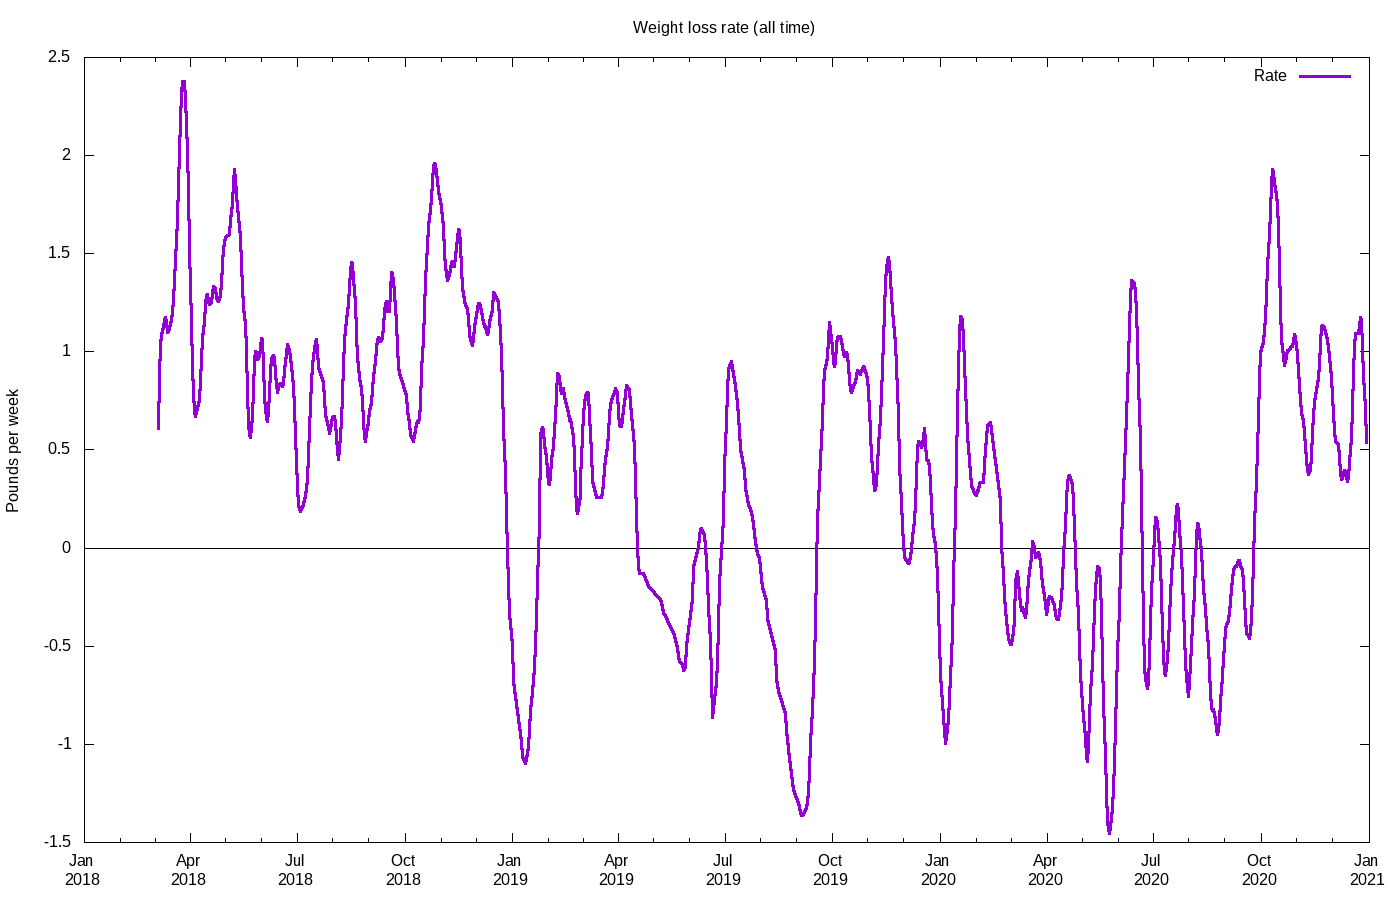 Weight loss rate (all time)
Rate
Pounds per week
2.5
2
1.5
1
0.5
0
-0.5
-1
-1.5
Jan Apr Jul Oct Jan Apr Jul Oct Jan Apr Jul Oct Jan
2018 2018 2018 2018 2019 2019 2019 2019 2020 2020 2020 2020 2021